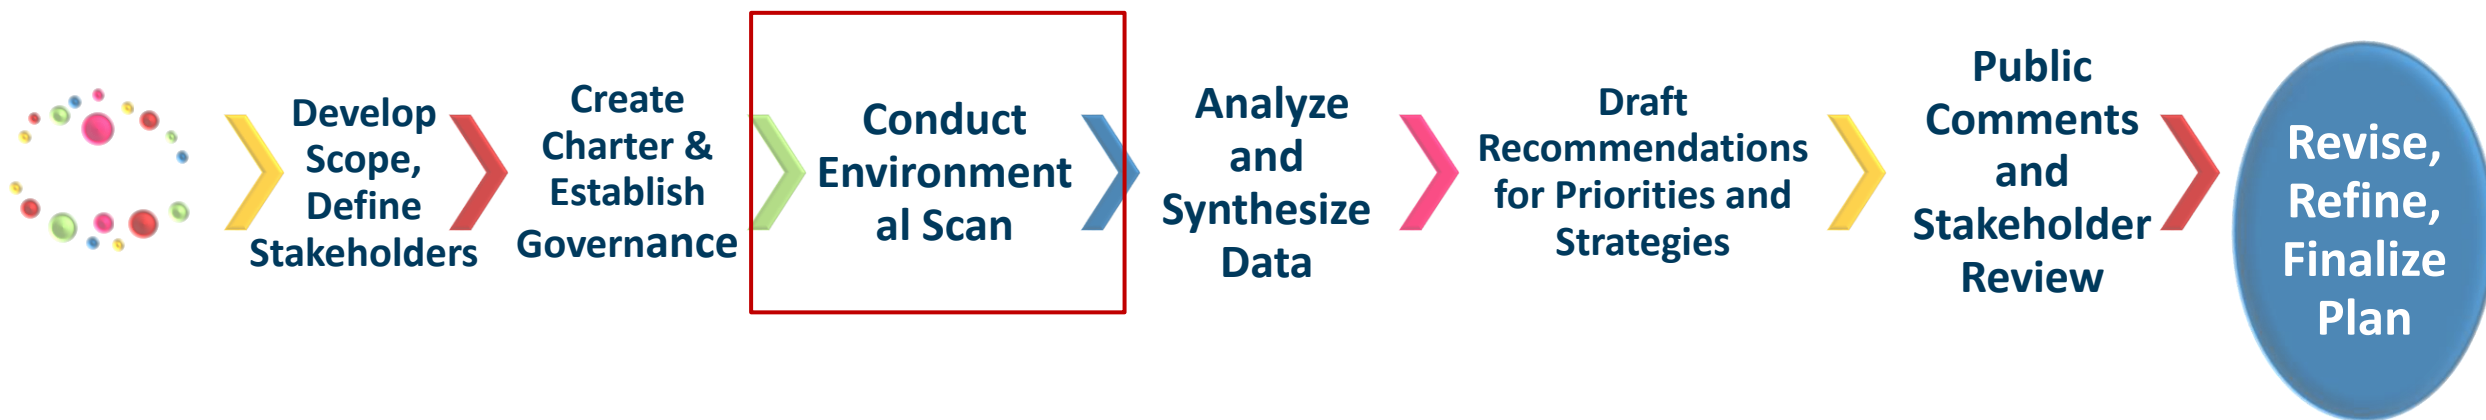 Develop
Scope,
Define
Stakeholders
Create
Charter &
Establish
Governance
Conduct
Environment
al Scan
Analyze
and
Synthesize
Data
Draft
Recommendations
for Priorities and
Strategies
Public
Comments
and
Stakeholder
Review
Revise,
Refine,
Finalize
Plan